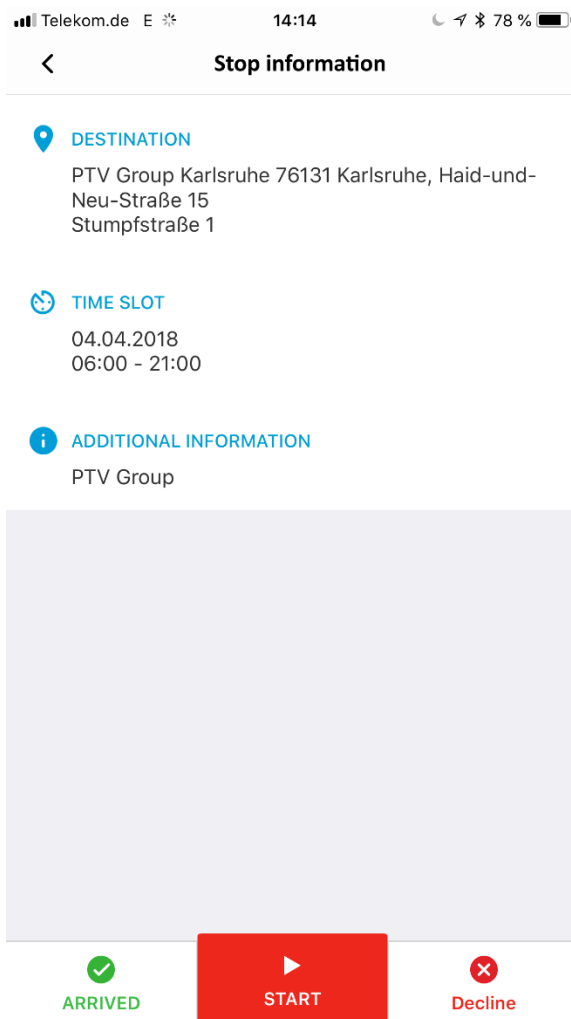 Telekom.de E 14:14 78 %
Stop information
DESTINATION
PTV Group Karlsruhe 76131 Karlsruhe, Haid-und-
Neu-Straße 15
Stumpfstraße 1
TIME SLOT
04.04.2018
06:00 - 21:00
ADDITIONAL INFORMATION
PTV Group
ARRIVED
START
Decline